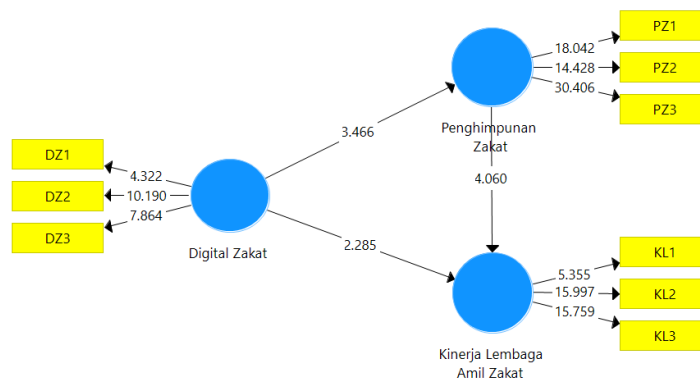 PZ1
18.042
14.428
PZ2
30.406
PZ3
Penghimpunan
Zakat
3.466
DZ1
4.322
DZ2
10.190
7.864
DZ3
Digital Zakat
4.060
2.285
KL1
5.355
15.997
KL2
15.759
KL3
Kinerja Lembaga
Amil Zakat